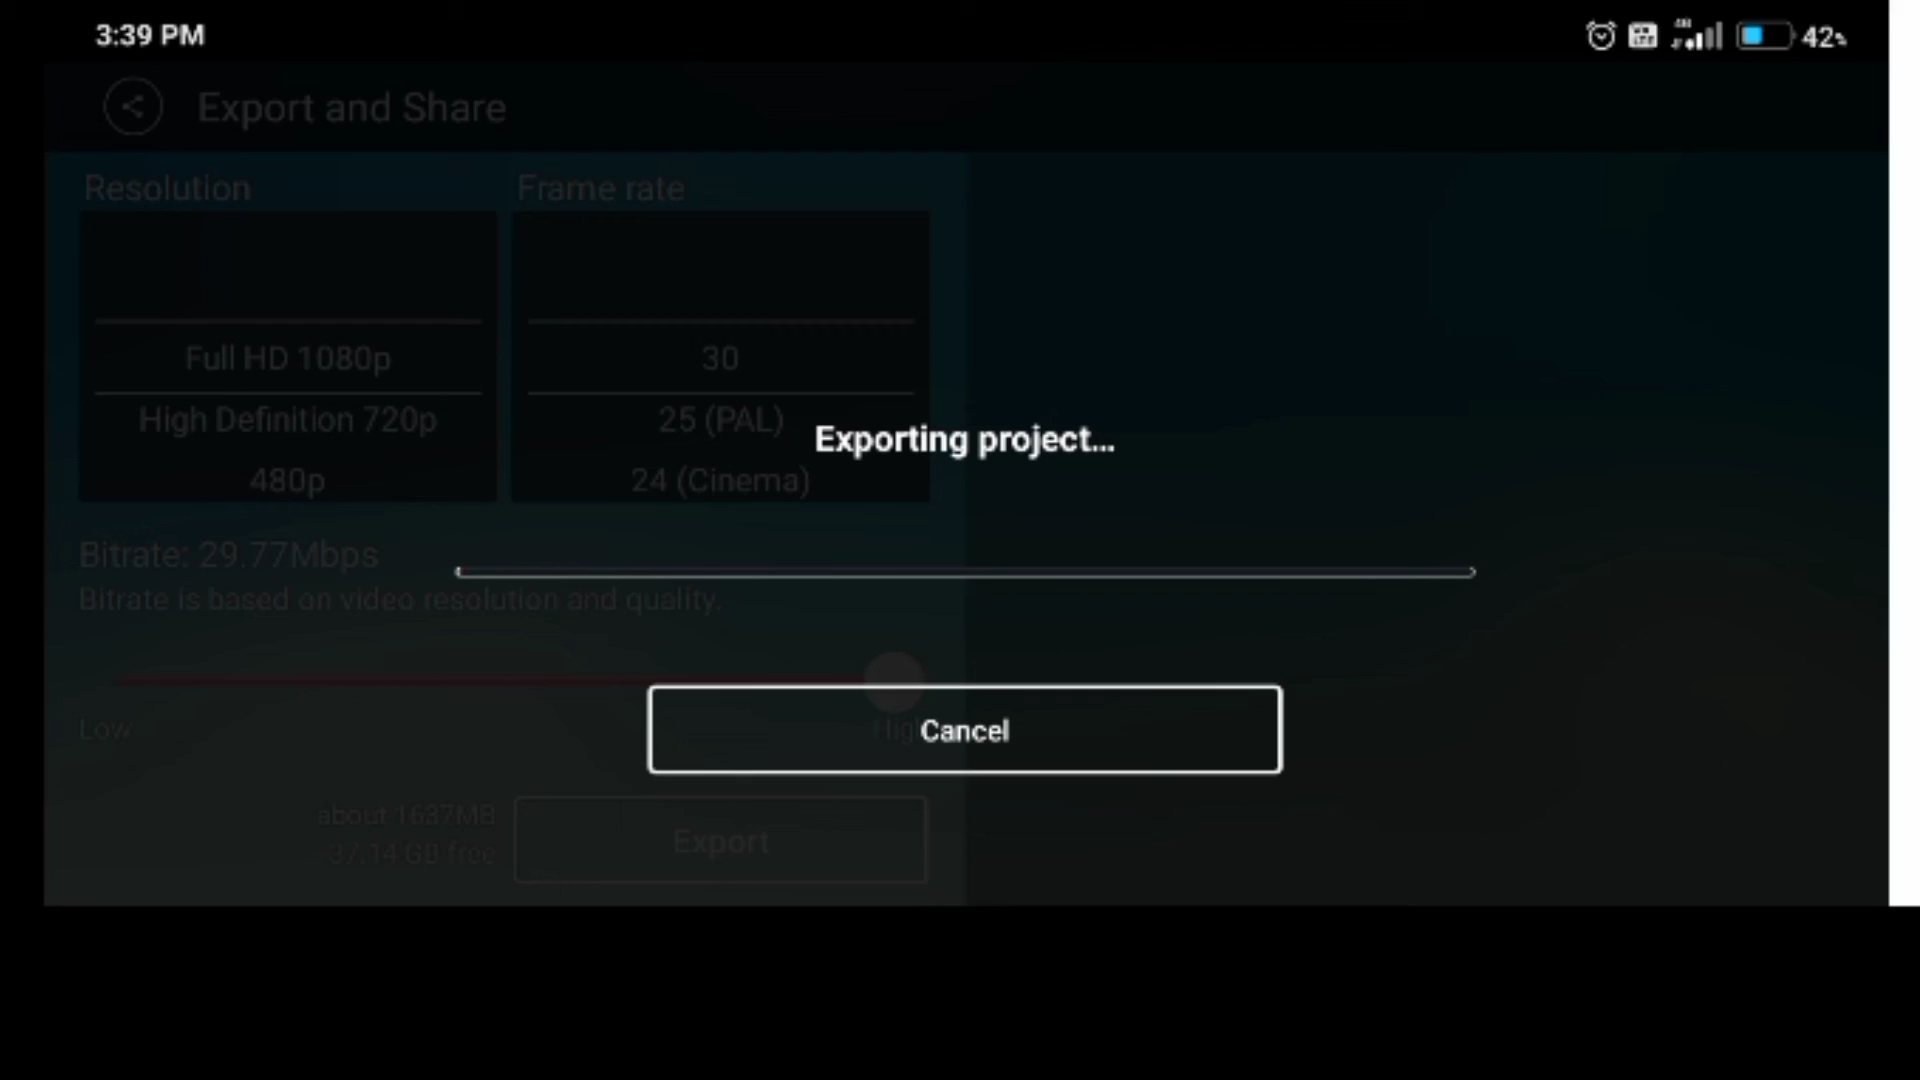 3:39 PM
42%
Export and Share
Resolution
Frame rate
Full HD 1080p
30
High Definition 720p
25 (PAL)
480p
24 (Cinema)
Exporting project...
Bitrate: 29.77Mbps
Bitrate is based on video resolution and quality.
Low
High
Cancel
about 1637MB
37.14 GB free
Export